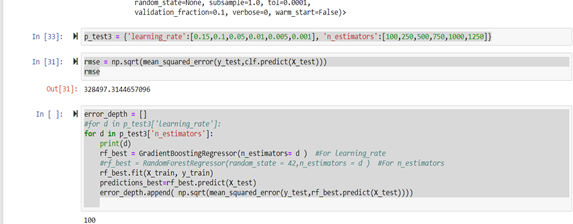 random_state=None, subsample=1.0, tol=0.0001,
validation_fraction=0.1, verbose=0, warm_start=False)>
In [33]: p_test3 = {'learning_rate':[0.15,0.1,0.05,0.01,0.005,0.001], 'n_estimators':[100,250,500,750,1000,1250]}
In [31]: rmse = np.sqrt(mean_squared_error(y_test,clf.predict(X_test)))
rmse
Out[31]: 328497.3144657096
In [ ]: error_depth = []
#for d in p_test3['learning_rate']:
for d in p_test3['n_estimators']:
print(d)
rf_best = GradientBoostingRegressor(n_estimators= d ) #For learning_rate
#rf_best = RandomForestRegressor(random_state = 42,n_estimators = d ) #For n_estimators
rf_best.fit(X_train, y_train)
predictions_best=rf_best.predict(X_test)
error_depth.append( np.sqrt(mean_squared_error(y_test,rf_best.predict(X_test))))
100